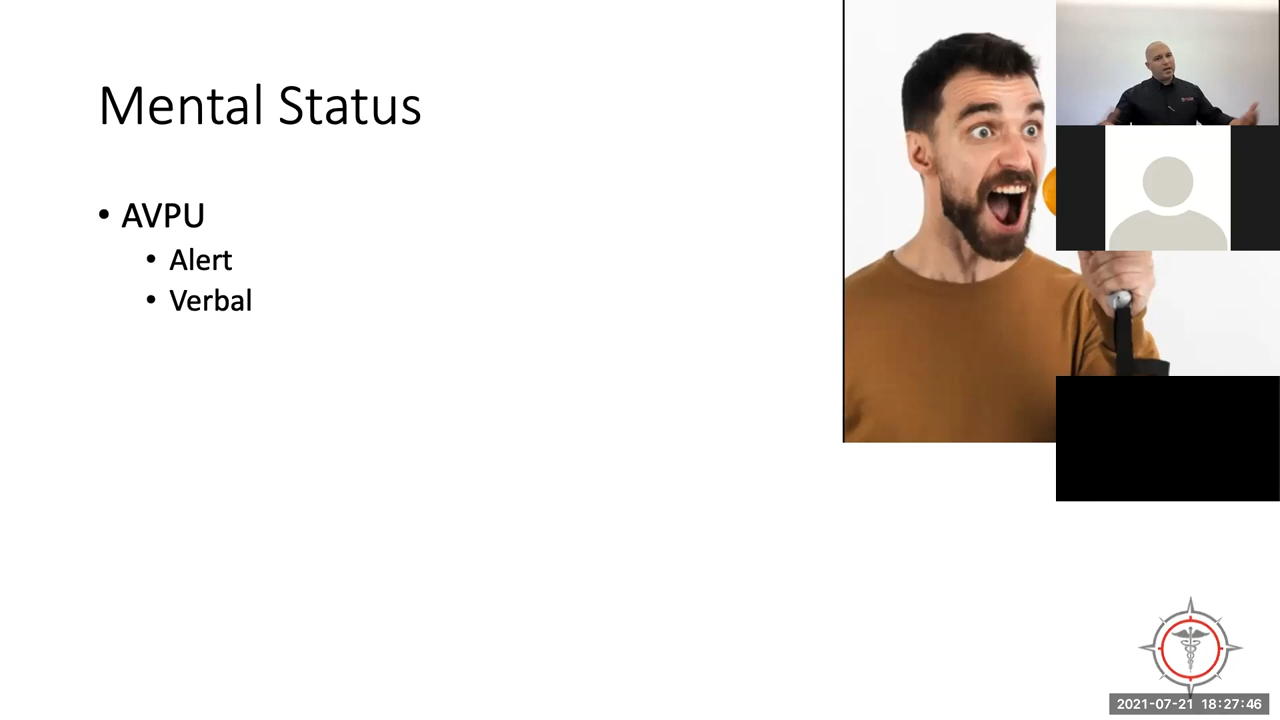 Mental Status
• AVPU
• Alert
• Verbal
2021-07-21 18:27:46